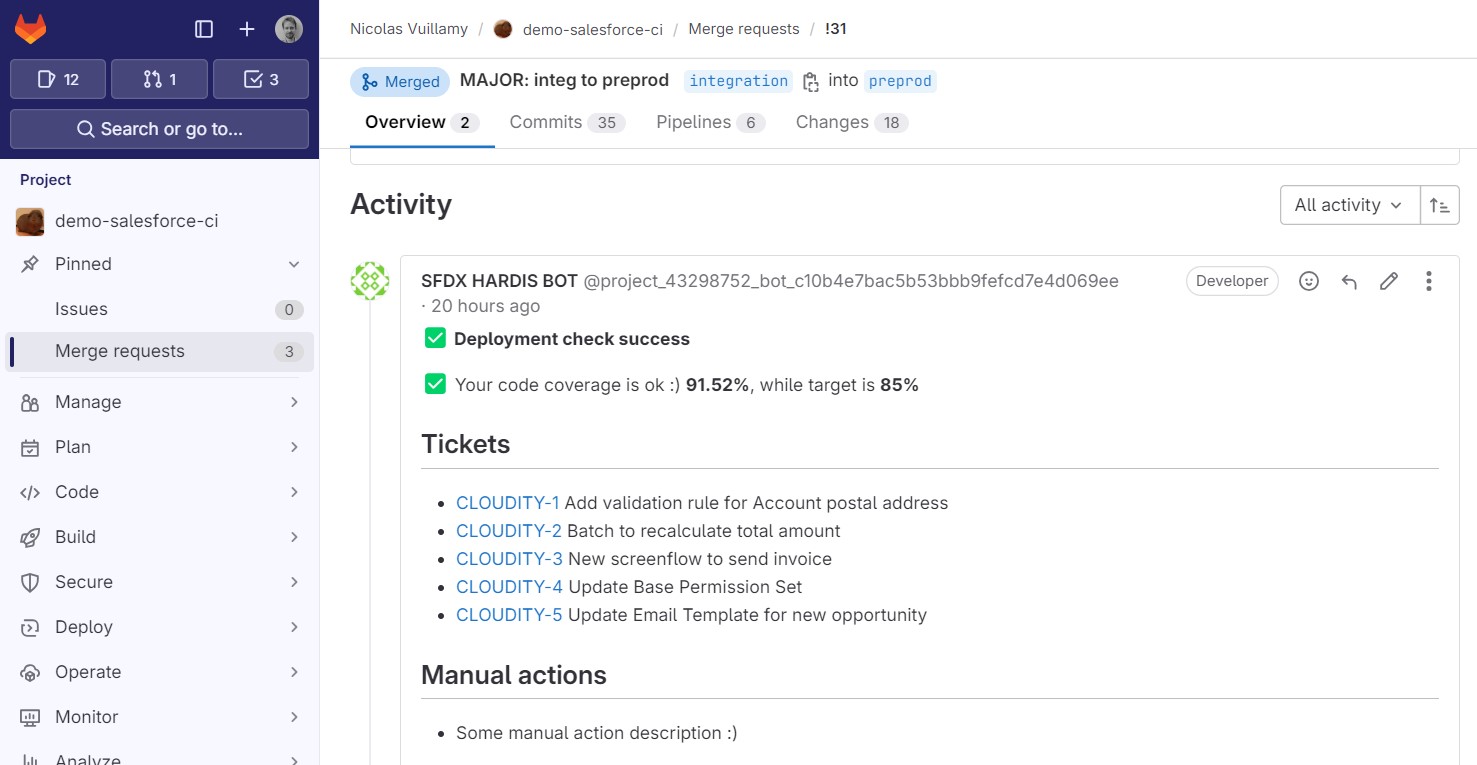 12
1
3
Search or go to...
Project
demo-salesforce-ci
Pinned
Issues 0
Merge requests 3
Manage
Plan
Code
Build
Secure
Deploy
Operate
Monitor
Analyze
Nicolas Vuillamy / demo-salesforce-ci / Merge requests / !31
Merged MAJOR: integ to preprod integration into preprod
Overview 2 Commits 35 Pipelines 6 Changes 18
Activity
All activity
SFDX HARDIS BOT @project_43298752_bot_c10b4e7bac5b53bbb9fefcd7e4d069ee Developer
· 20 hours ago
Deployment check success
Your code coverage is ok :) 91.52%, while target is 85%
Tickets
• CLOUDITY-1 Add validation rule for Account postal address
• CLOUDITY-2 Batch to recalculate total amount
• CLOUDITY-3 New screenflow to send invoice
• CLOUDITY-4 Update Base Permission Set
• CLOUDITY-5 Update Email Template for new opportunity
Manual actions
• Some manual action description :)